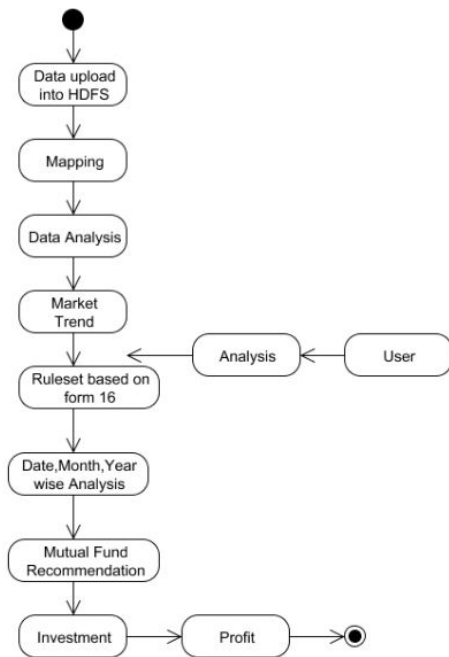 Data upload
into HDFS
Mapping
Data Analysis
Market
Trend
Analysis
User
Ruleset based on
form 16
Date,Month,Year
wise Analysis
Mutual Fund
Recommendation
Investment
Profit